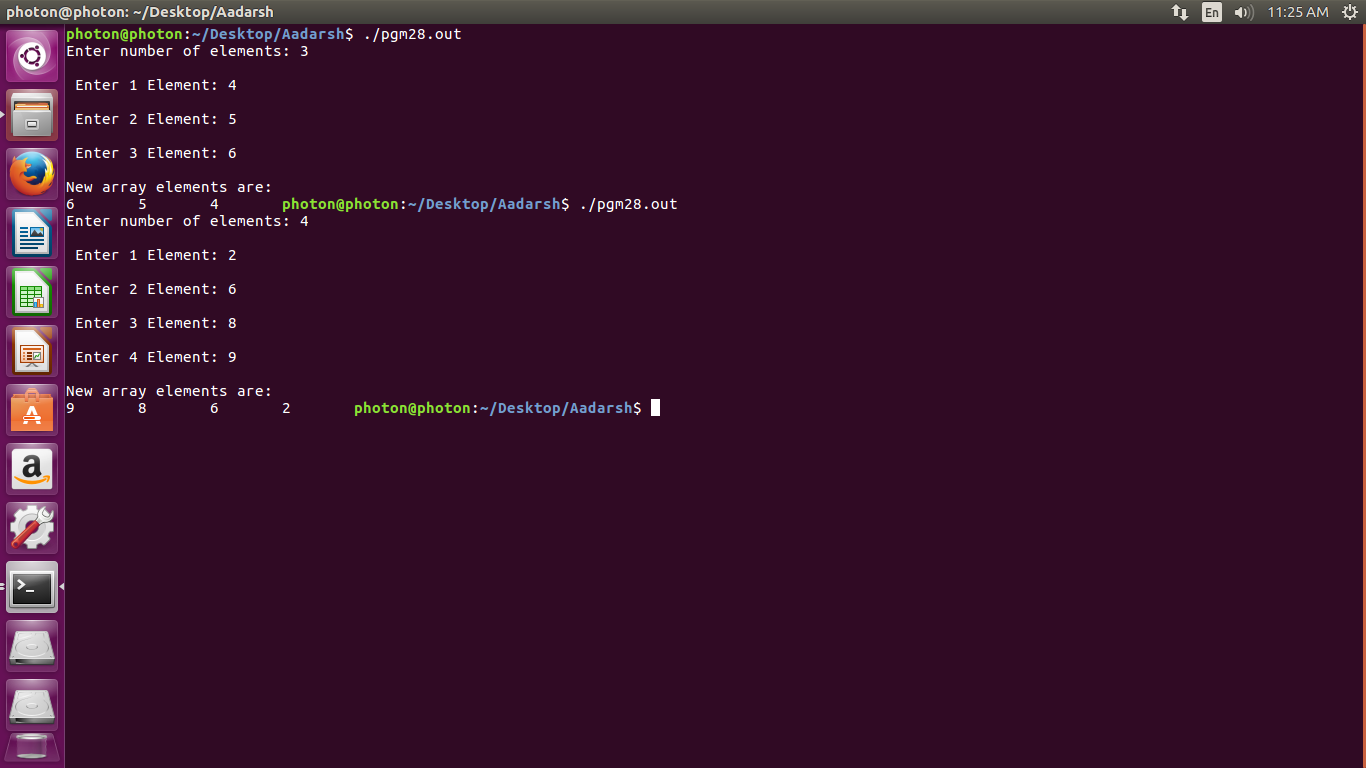 photon@photon: ~/Desktop/Aadarsh En 11:25 AM
photon@photon:~/Desktop/Aadarsh$ ./pgm28.out
Enter number of elements: 3
Enter 1 Element: 4
Enter 2 Element: 5
Enter 3 Element: 6
New array elements are:
6 5 4 photon@photon:~/Desktop/Aadarsh$ ./pgm28.out
Enter number of elements: 4
Enter 1 Element: 2
Enter 2 Element: 6
Enter 3 Element: 8
Enter 4 Element: 9
New array elements are:
9 8 6 2 photon@photon:~/Desktop/Aadarsh$